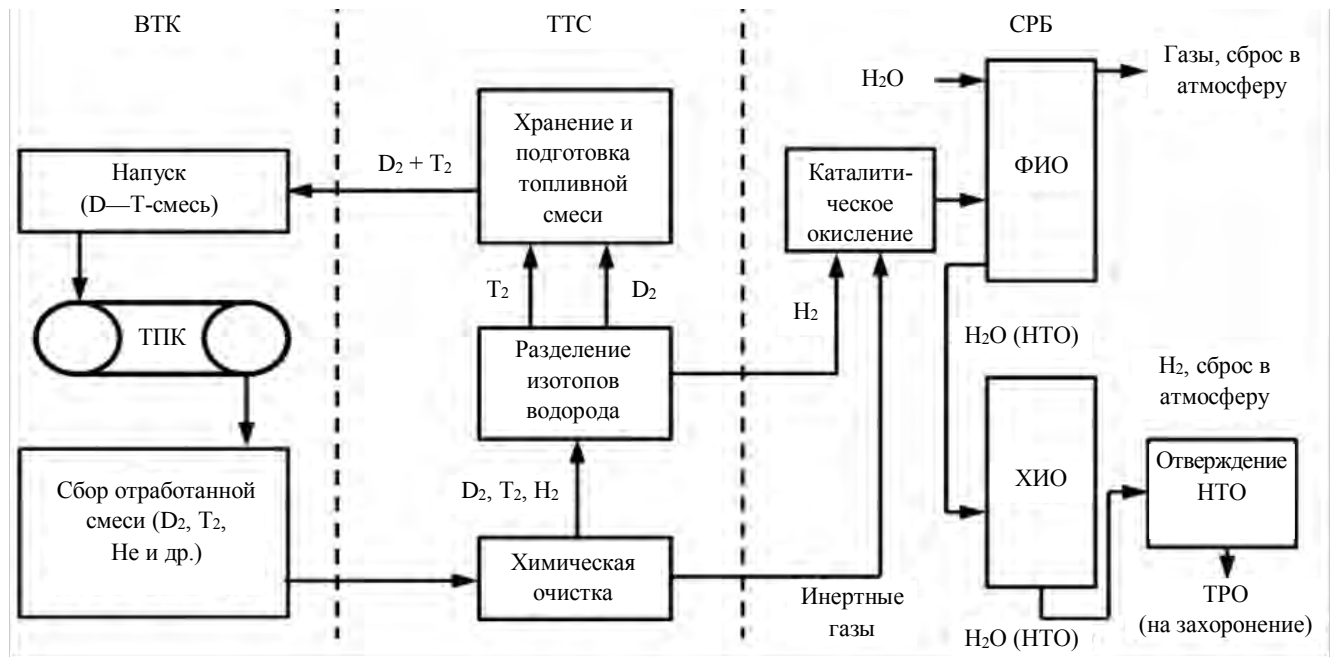 ВТК
ТТС
СРБ
Напуск
(D—T-смесь)
ТПК
Сбор отработанной
смеси (D2, T2,
He и др.)
D2 + T2
Хранение и
подготовка
топливной
смеси
T2
D2
Разделение
изотопов
водорода
D2, T2, H2
Химическая
очистка
H2O
Каталити-
ческое
окисление
H2
Инертные
газы
ФИО
Газы, сброс в
атмосферу
H2O (НТО)
ХИО
H2, сброс в
атмосферу
Отверждение
НТО
H2O (НТО)
ТРО
(на захоронение)